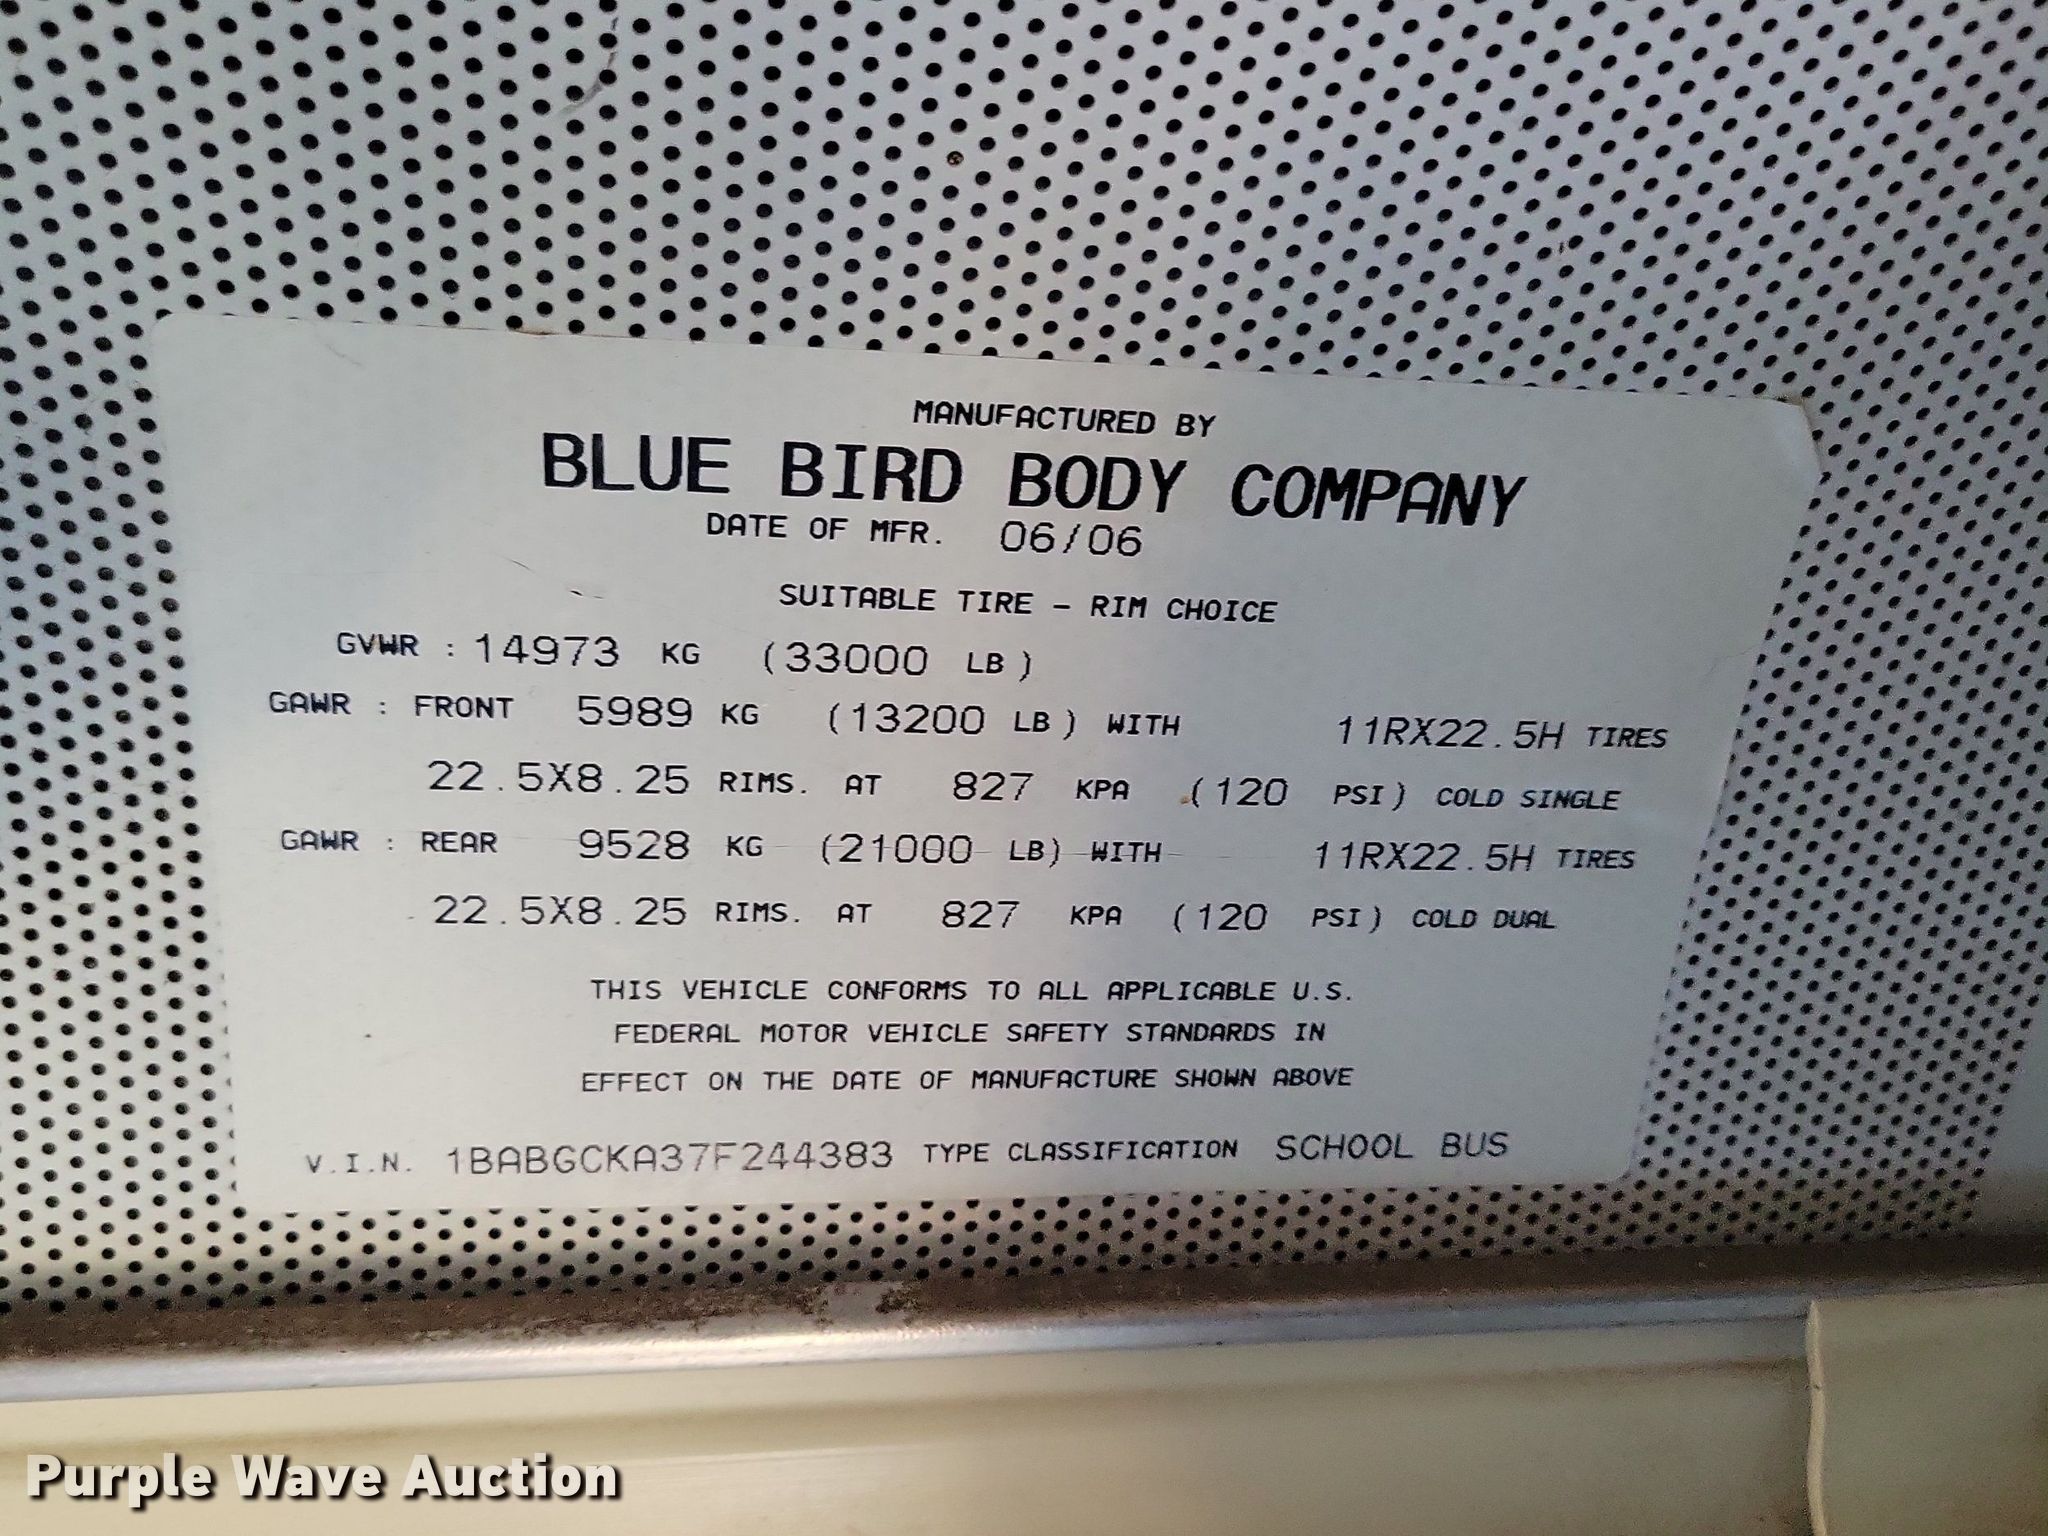 MANUFACTURED BY
BLUE BIRD BODY COMPANY
DATE OF MFR. 06/06
SUITABLE TIRE - RIM CHOICE
GVWR : 14973 KG (33000 LB)
GAWR : FRONT 5989 KG (13200 LB) WITH 11RX22.5H TIRES
22.5X8.25 RIMS. AT 827 KPA (120 PSI) COLD SINGLE
GAWR : REAR 9528 KG (21000 LB) WITH 11RX22.5H TIRES
22.5X8.25 RIMS. AT 827 KPA (120 PSI) COLD DUAL
THIS VEHICLE CONFORMS TO ALL APPLICABLE U.S.
FEDERAL MOTOR VEHICLE SAFETY STANDARDS IN
EFFECT ON THE DATE OF MANUFACTURE SHOWN ABOVE
V.I.N. 1BABGCKA37F244383 TYPE CLASSIFICATION SCHOOL BUS
Purple Wave Auction